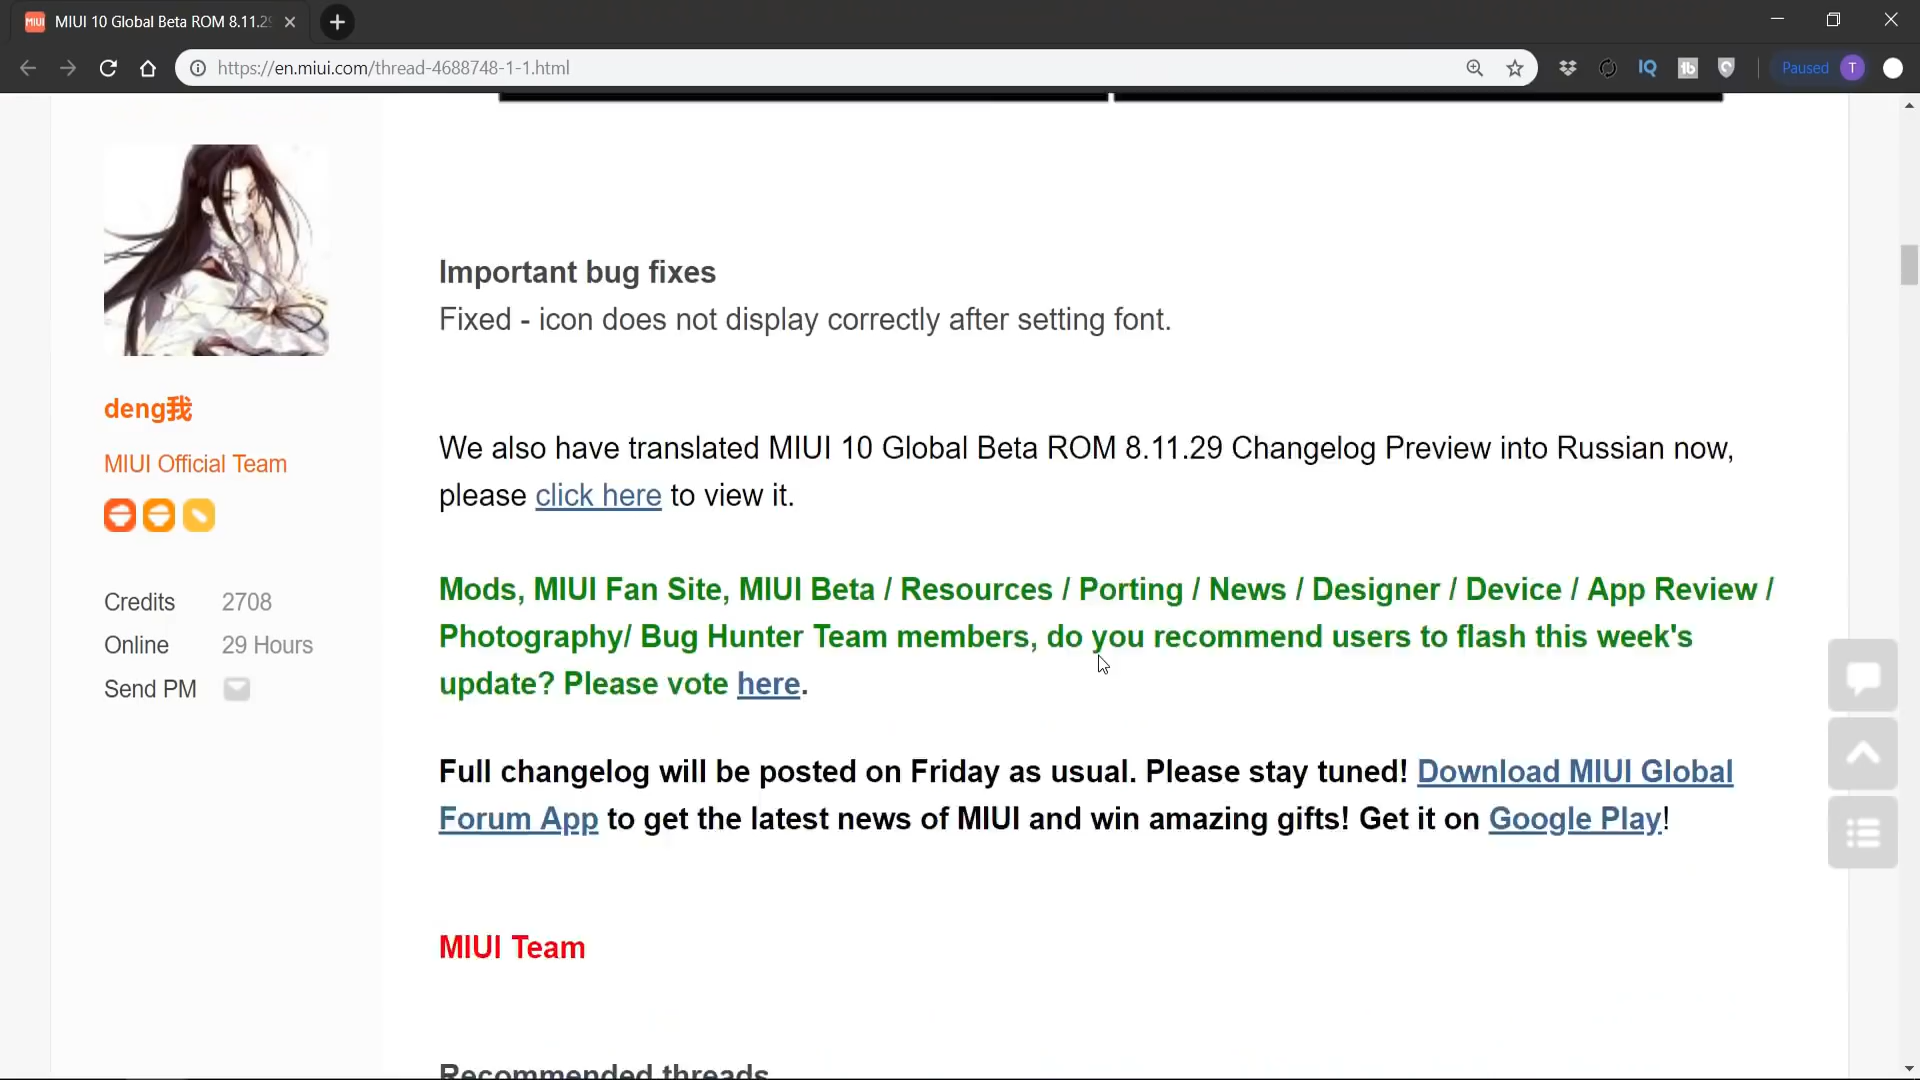 MIUI 10 Global Beta ROM 8.11.29
https://en.miui.com/thread-4688748-1-1.html
IQ
tb
Paused
T
Important bug fixes
Fixed - icon does not display correctly after setting font.
deng我
We also have translated MIUI 10 Global Beta ROM 8.11.29 Changelog Preview into Russian now,
MIUI Official Team
please click here to view it.
Mods, MIUI Fan Site, MIUI Beta / Resources / Porting / News / Designer / Device / App Review /
Credits 2708
Photography/ Bug Hunter Team members, do you recommend users to flash this week's
Online 29 Hours
update? Please vote here.
Send PM
Full changelog will be posted on Friday as usual. Please stay tuned! Download MIUI Global
Forum App to get the latest news of MIUI and win amazing gifts! Get it on Google Play!
MIUI Team
Recommended threads